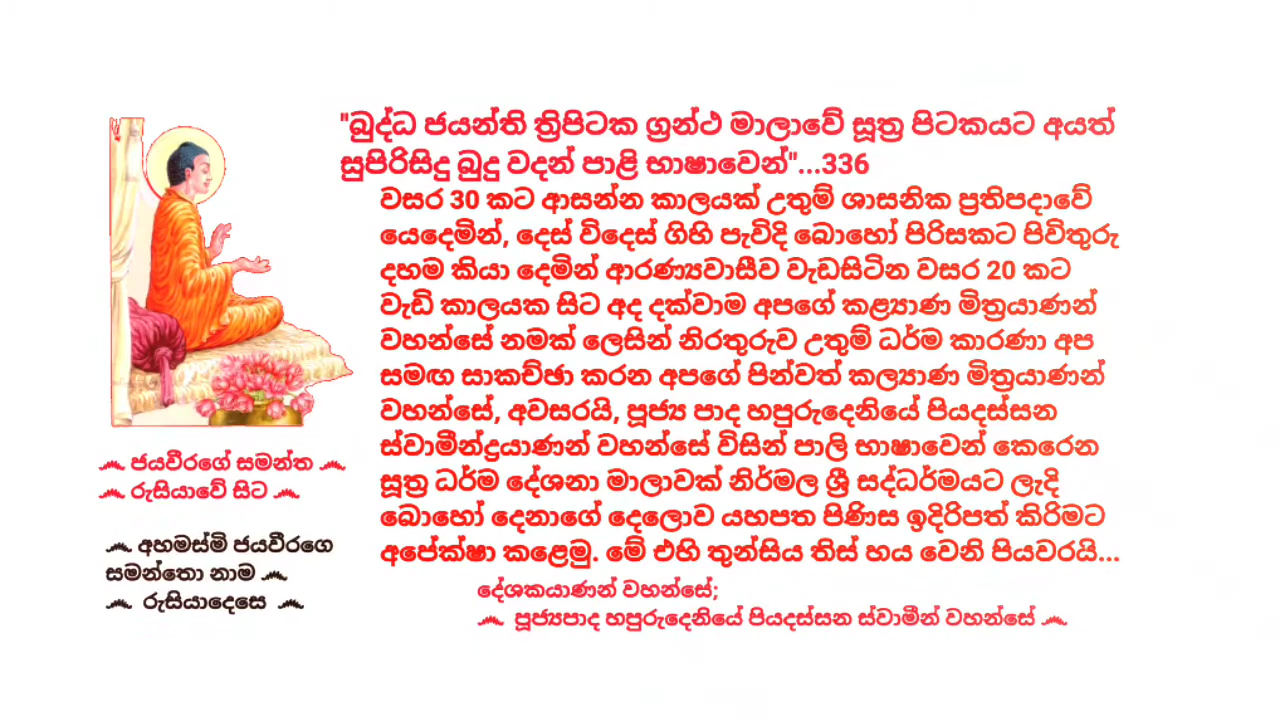 "බුද්ධ ජයන්ති ත්‍රිපිටක ග්‍රන්ථ මාලාවේ සූත්‍ර පිටකයට අයත්
සුපිරිසිදු බුදු වදන් පාළි භාෂාවෙන්"...336
වසර 30 කට ආසන්න කාලයක් උතුම් ශාසනික ප්‍රතිපදාවේ
යෙදෙමින්, දෙස් විදෙස් ගිහි පැවිදි බොහෝ පිරිසකට පිවිතුරු
දහම කියා දෙමින් ආරණ්‍යවාසීව වැඩසිටින වසර 20 කට
වැඩි කාලයක සිට අද දක්වාම අපගේ කළ්‍යාණ මිත්‍රයාණන්
වහන්සේ නමක් ලෙසින් නිරතුරුව උතුම් ධර්ම කාරණා අප
සමඟ සාකච්ඡා කරන අපගේ පින්වත් කල්‍යාණ මිත්‍රයාණන්
වහන්සේ, අවසරයි, පූජ්‍ය පාද හපුරුදෙනියේ පියදස්සන
ස්වාමීන්ද්‍රයාණන් වහන්සේ විසින් පාලි භාෂාවෙන් කෙරෙන
සූත්‍ර ධර්ම දේශනා මාලාවක් නිර්මල ශ්‍රී සද්ධර්මයට ලැදි
බොහෝ දෙනාගේ දෙලොව යහපත පිණිස ඉදිරිපත් කිරිමට
අපේක්ෂා කළෙමු. මේ එහි තුන්සිය තිස් හය වෙනි පියවරයි...
දේශකයාණන් වහන්සේ;
පූජ්‍යපාද හපුරුදෙනියේ පියදස්සන ස්වාමීන් වහන්සේ
ජයවීරගේ සමන්ත
රුසියාවේ සිට
අහමස්මි ජයවීරගෙ
සමන්තො නාම
රුසියාදෙසෙ